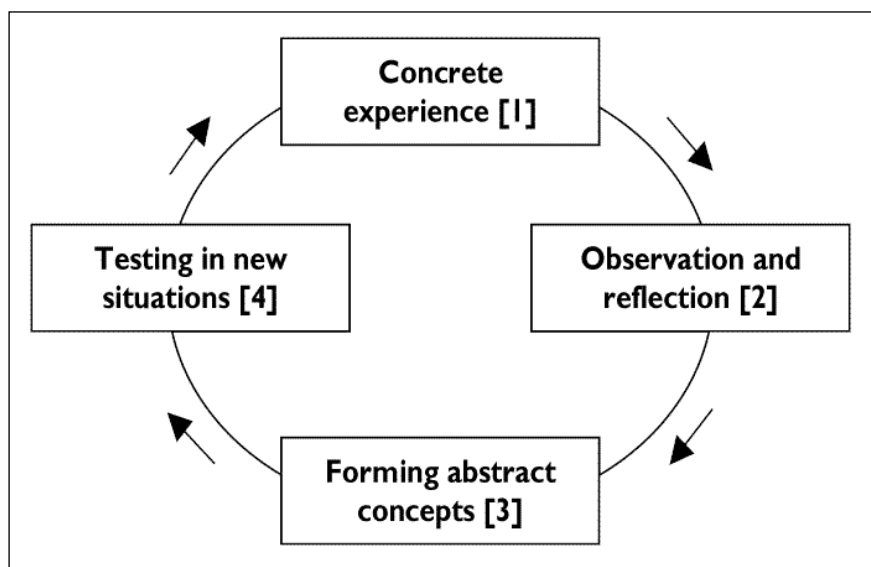 Concrete
experience [1]
Testing in new
situations [4]
Observation and
reflection [2]
Forming abstract
concepts [3]